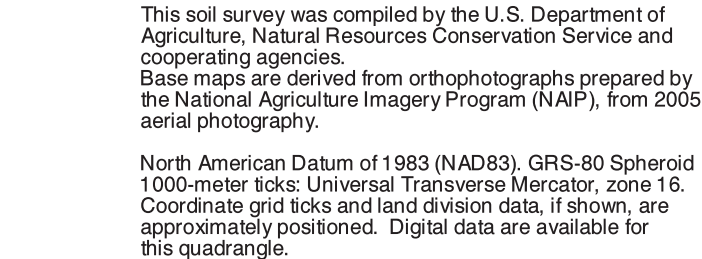 This soil survey was compiled by the U.S. Department of
Agriculture, Natural Resources Conservation Service and
cooperating agencies.
Base maps are derived from orthophotographs prepared by
the National Agriculture Imagery Program (NAIP), from 2005
aerial photography.

North American Datum of 1983 (NAD83). GRS-80 Spheroid
1000-meter ticks: Universal Transverse Mercator, zone 16.
Coordinate grid ticks and land division data, if shown, are
approximately positioned.  Digital data are available for
this quadrangle.